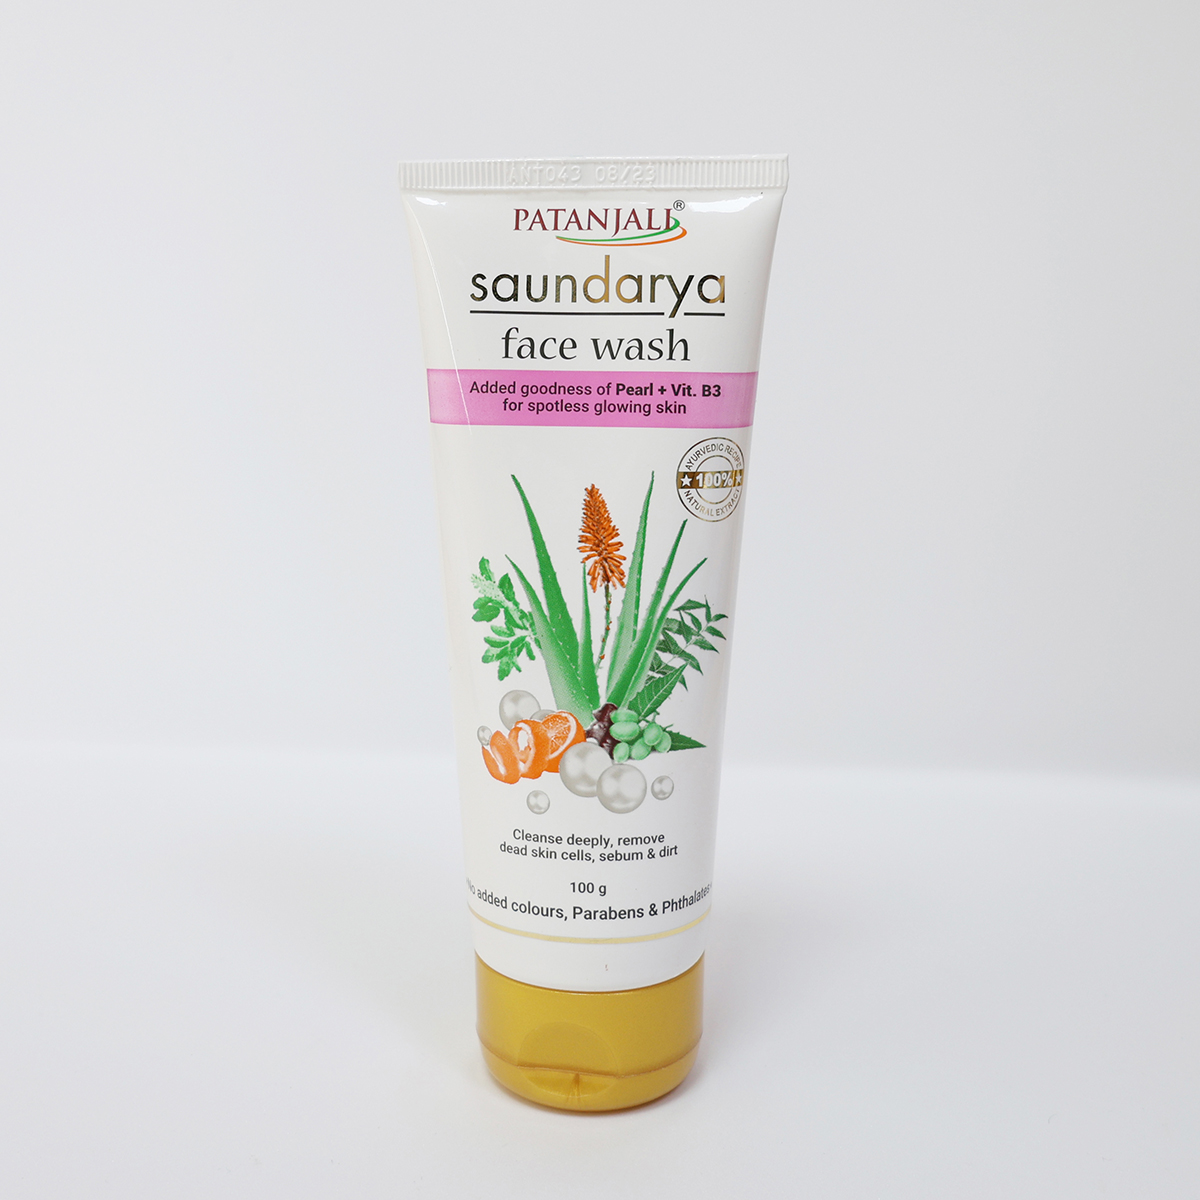 ANT043 08/23
PATANJALI®
saundarya
face wash
Added goodness of Pearl + Vit. B3
for spotless glowing skin
AYURVEDIC RECIPE
★ 100% ★
NATURAL EXTRACT
Cleanse deeply, remove
dead skin cells, sebum & dirt
100 g
No added colours, Parabens & Phthalates